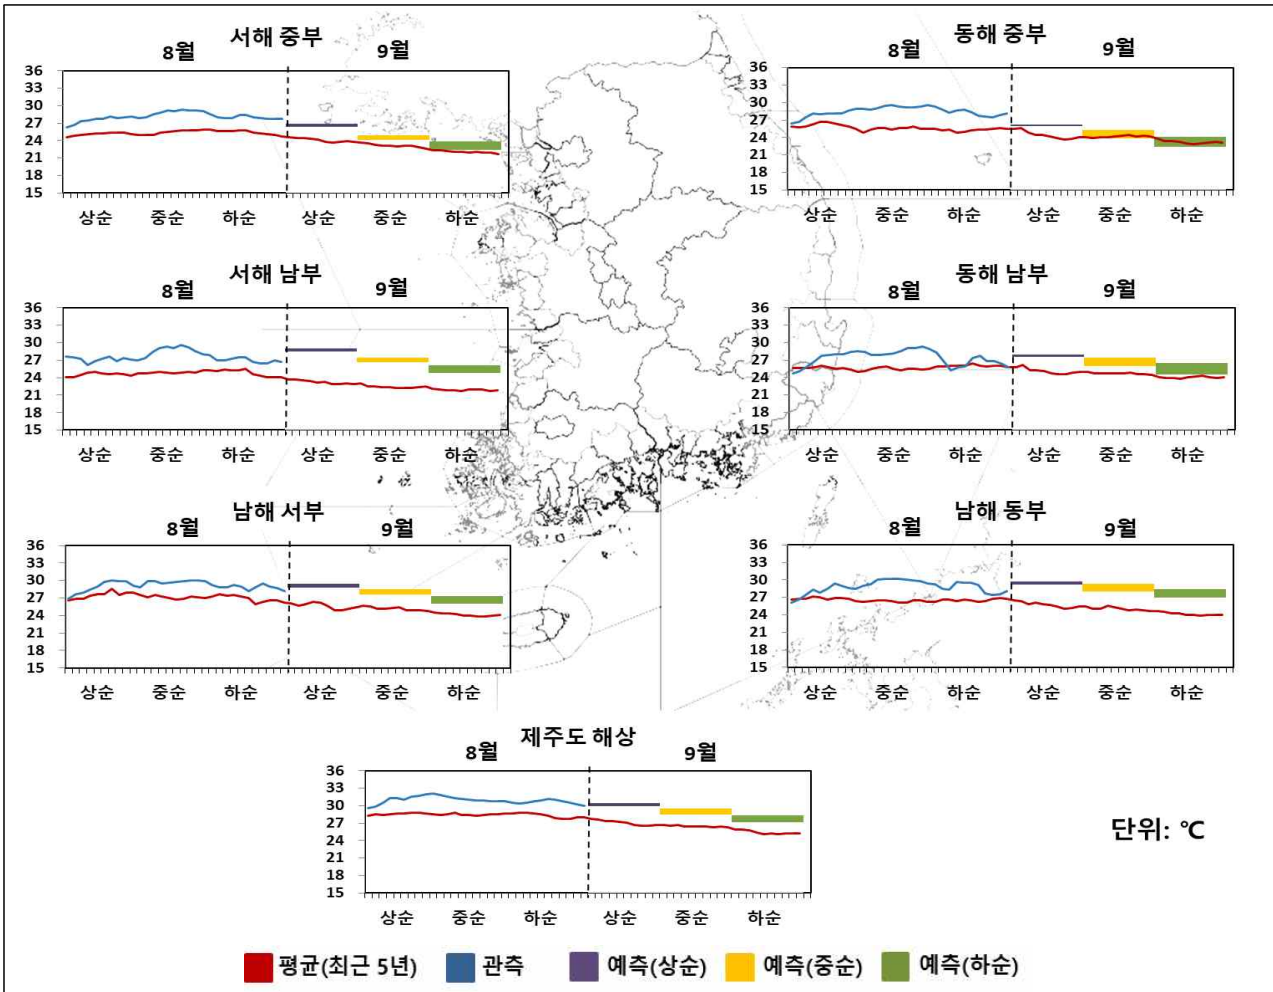 서해 중부
8월
9월
36
33
30
27
24
21
18
15
상순
중순
하순
상순
중순
하순
동해 중부
8월
9월
36
33
30
27
24
21
18
15
상순
중순
하순
상순
중순
하순
서해 남부
8월
9월
36
33
30
27
24
21
18
15
상순
중순
하순
상순
중순
하순
동해 남부
8월
9월
36
33
30
27
24
21
18
15
상순
중순
하순
상순
중순
하순
남해 서부
8월
9월
36
33
30
27
24
21
18
15
상순
중순
하순
상순
중순
하순
남해 동부
8월
9월
36
33
30
27
24
21
18
15
상순
중순
하순
상순
중순
하순
제주도 해상
8월
9월
36
33
30
27
24
21
18
15
상순
중순
하순
상순
중순
하순
단위: ℃
평균(최근 5년)
관측
예측(상순)
예측(중순)
예측(하순)